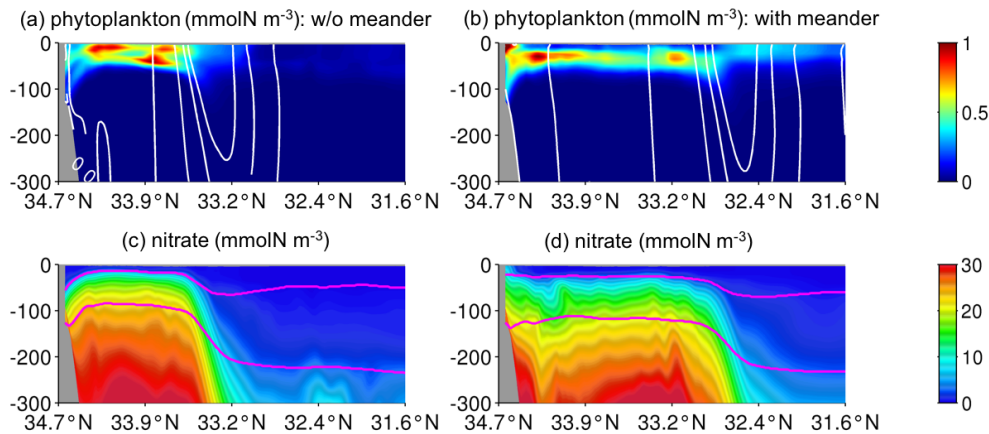 (a) phytoplankton (mmolN m⁻³): w/o meander
(b) phytoplankton (mmolN m⁻³): with meander
0
-100
-200
-300
34.7°N 33.9°N 33.2°N 32.4°N 31.6°N
0
-100
-200
-300
34.7°N 33.9°N 33.2°N 32.4°N 31.6°N
1
0.5
0
(c) nitrate (mmolN m⁻³)
(d) nitrate (mmolN m⁻³)
0
-100
-200
-300
34.7°N 33.9°N 33.2°N 32.4°N 31.6°N
0
-100
-200
-300
34.7°N 33.9°N 33.2°N 32.4°N 31.6°N
30
20
10
0